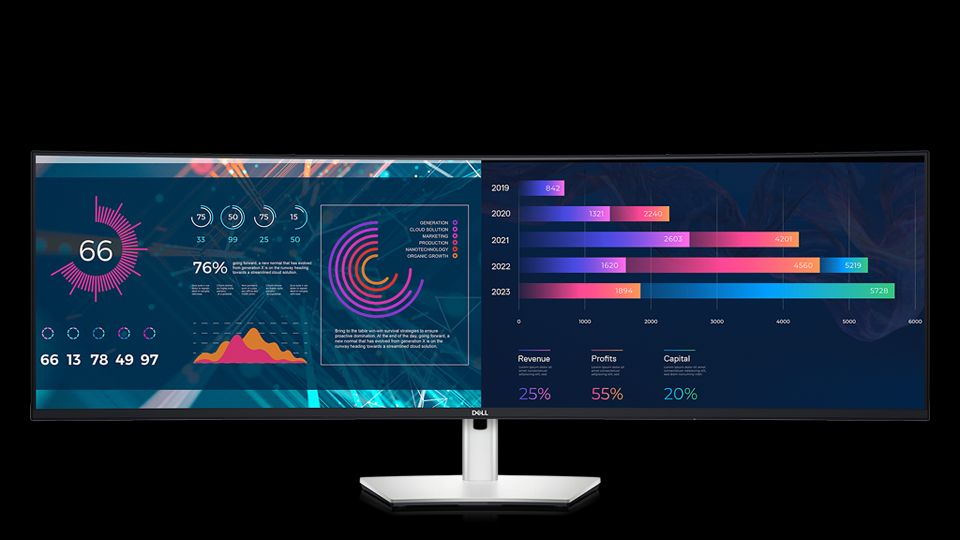 66
66 13 78 49 97
75 50 75 15
33 99 25 50
76%
going forward, a new normal that has evolved
from generation X is on the runway heading
towards a streamlined cloud solution.
GENERATION
CLOUD SOLUTION
MARKETING
PRODUCTION
NANOTECHNOLOGY
ORGANIC GROWTH
Bring to the table win-win survival strategies to ensure
proactive domination. At the end of the day, going forward, a
new normal that has evolved from generation X is on the
runway heading towards a streamlined cloud solution.
2019 842
2020 1321 2240
2021 2603 4201
2022 1620 4560 5219
2023 1894 5728
0 1000 2000 3000 4000 5000 6000
Revenue Profits Capital
25% 55% 20%
DELL